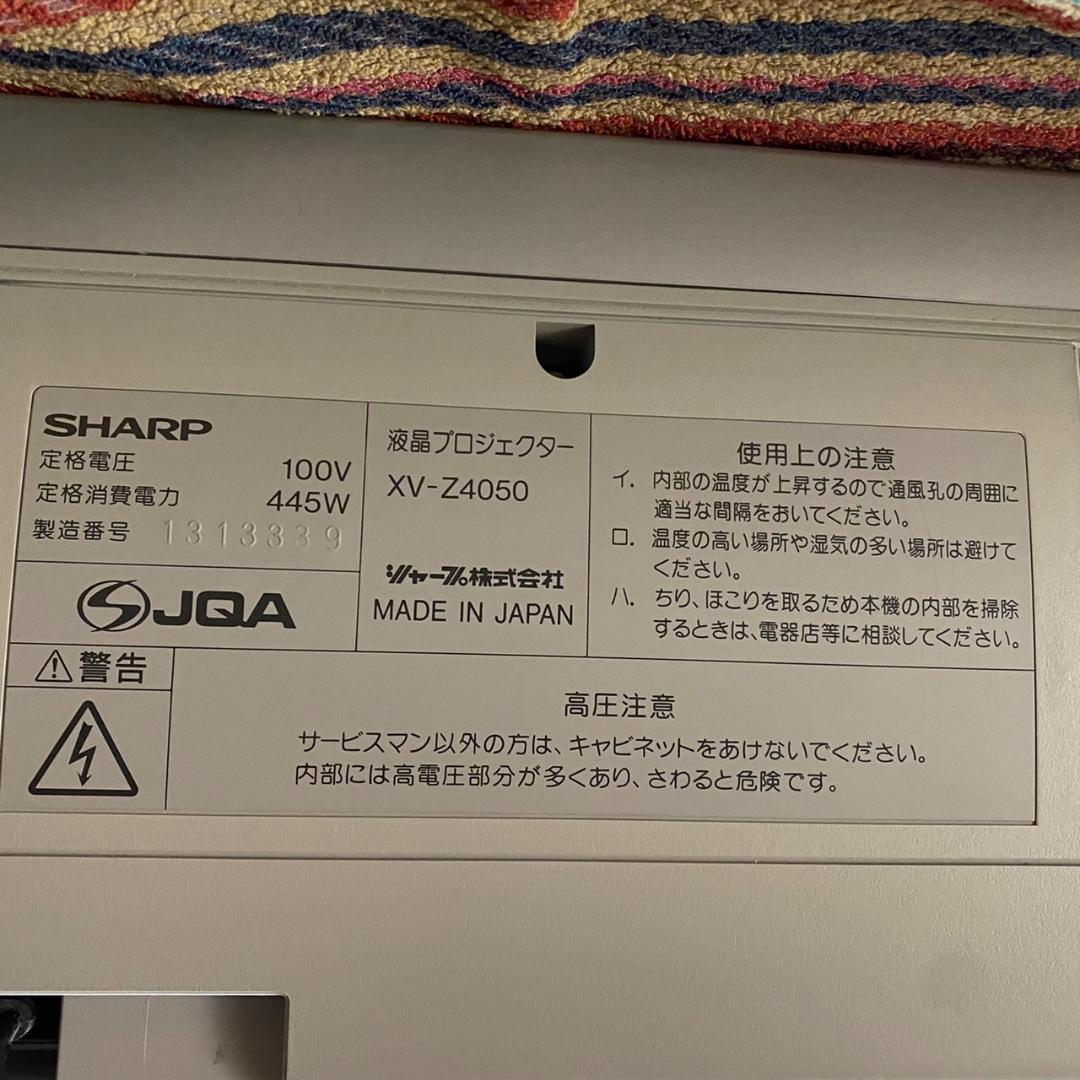 SHARP
定格電圧 100V
定格消費電力 445W
製造番号 1313339
JQA
液晶プロジェクター
XV-Z4050
シャープ株式会社
MADE IN JAPAN
使用上の注意
イ. 内部の温度が上昇するので通風孔の周囲に
適当な間隔をおいてください。
ロ. 温度の高い場所や湿気の多い場所は避けて
ください。
ハ. ちり、ほこりを取るため本機の内部を掃除
するときは、電器店等に相談してください。
警告
高圧注意
サービスマン以外の方は、キャビネットをあけないでください。
内部には高電圧部分が多くあり、さわると危険です。